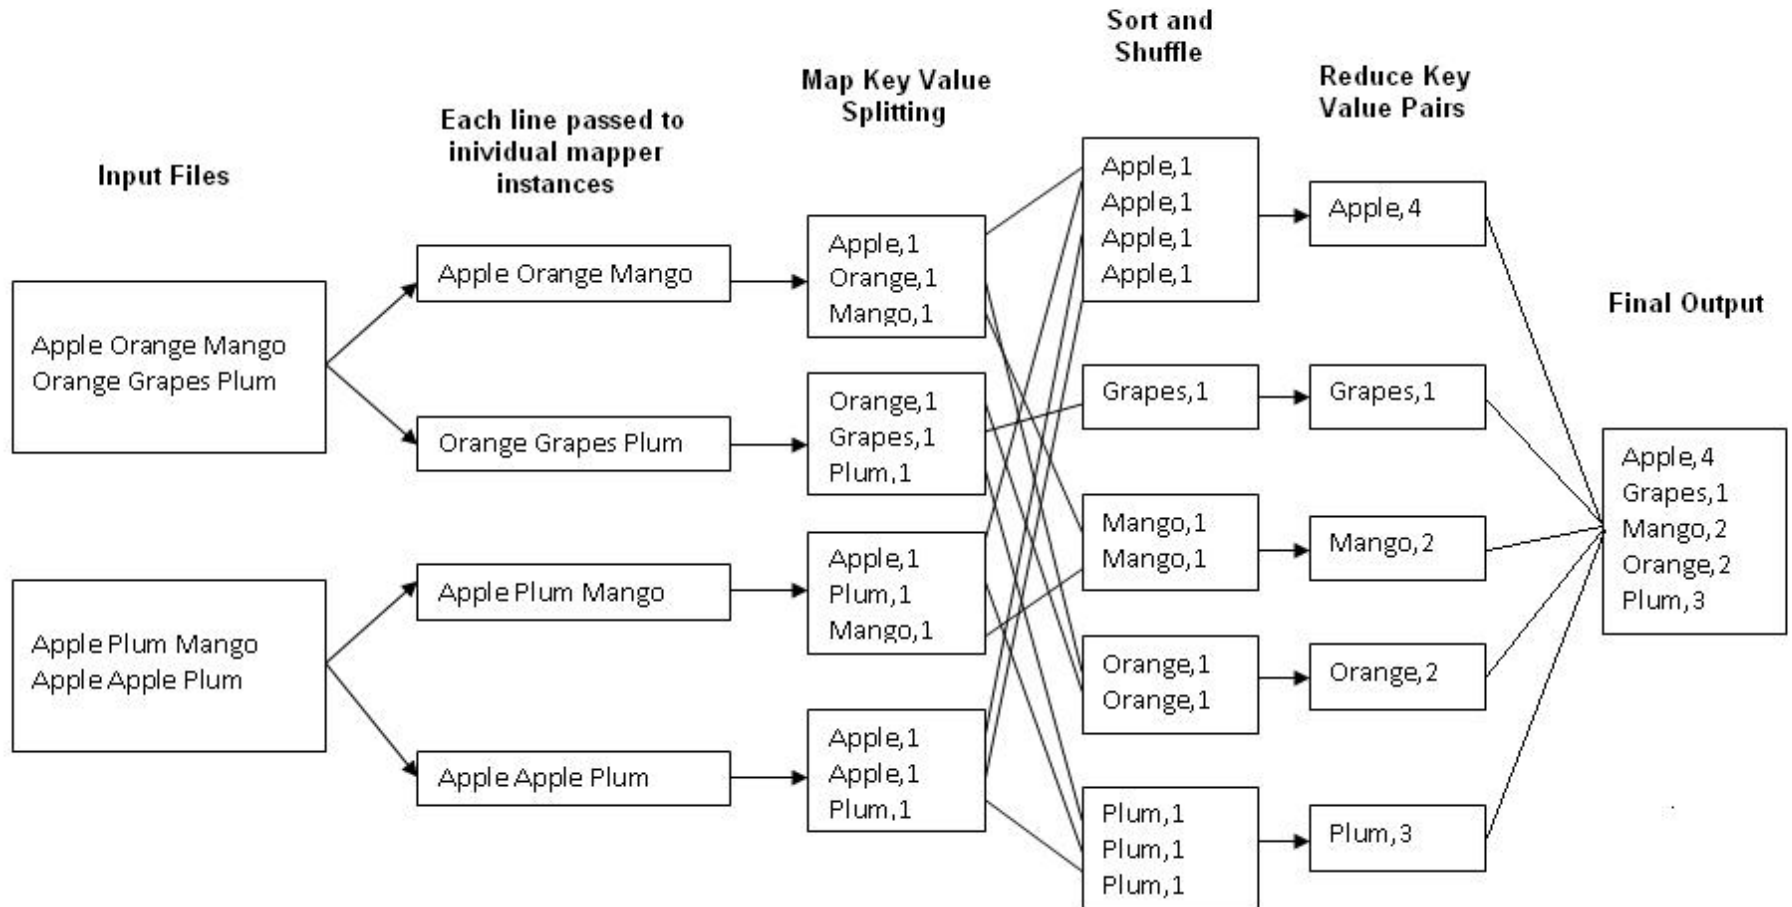 Input Files
Apple Orange Mango
Orange Grapes Plum
Apple Plum Mango
Apple Apple Plum
Each line passed to
inividual mapper
instances
Apple Orange Mango
Orange Grapes Plum
Apple Plum Mango
Apple Apple Plum
Map Key Value
Splitting
Apple,1
Orange,1
Mango,1
Orange,1
Grapes,1
Plum,1
Apple,1
Plum,1
Mango,1
Apple,1
Apple,1
Plum,1
Sort and
Shuffle
Apple,1
Apple,1
Apple,1
Apple,1
Grapes,1
Mango,1
Mango,1
Orange,1
Orange,1
Plum,1
Plum,1
Plum,1
Reduce Key
Value Pairs
Apple,4
Grapes,1
Mango,2
Orange,2
Plum,3
Final Output
Apple,4
Grapes,1
Mango,2
Orange,2
Plum,3